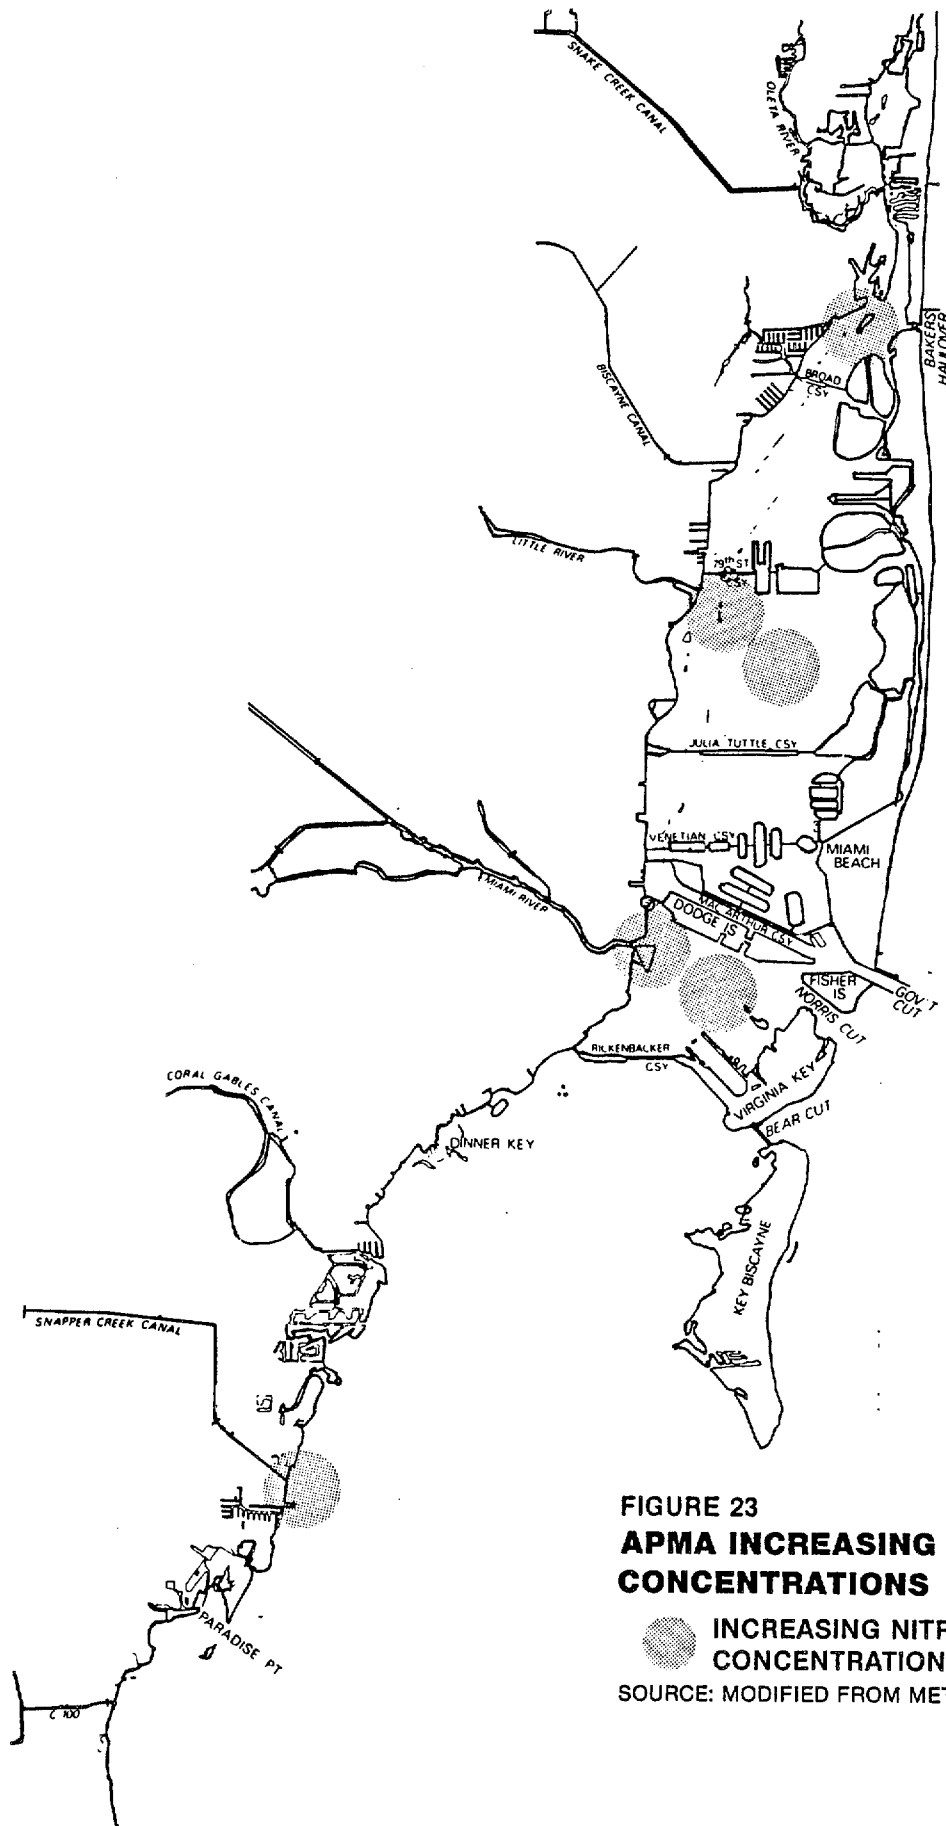 SNAKE CREEK CANAL
OLETA RIVER
BAKERS
HAULOVER
BROAD
CSY
BISCAYNE CANAL
LITTLE RIVER
79th ST
CSY
JULIA TUTTLE CSY
VENETIAN CSY
MIAMI
BEACH
MIAMI RIVER
MAC ARTHUR CSY
DODGE IS
FISHER
IS
GOV'T
CUT
NORRIS CUT
RICKENBACKER
CSY
VIRGINIA KEY
BEAR CUT
CORAL GABLES CANAL
DINNER KEY
KEY BISCAYNE
SNAPPER CREEK CANAL
PARADISE PT
C 100
FIGURE 23
APMA INCREASING
CONCENTRATIONS
INCREASING NITR
CONCENTRATION
SOURCE: MODIFIED FROM MET